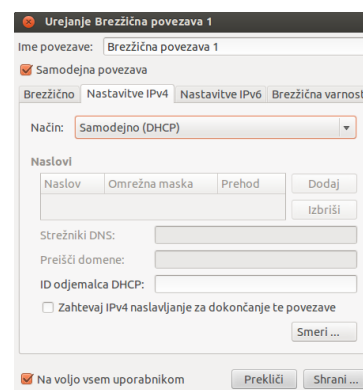 Urejanje Brezžična povezava 1
Ime povezave: Brezžična povezava 1
Samodejna povezava
Brezžično Nastavitve IPv4 Nastavitve IPv6 Brezžična varnost
Način: Samodejno (DHCP)
Naslovi
Naslov Omrežna maska Prehod Dodaj
Izbriši
Strežniki DNS:
Preišči domene:
ID odjemalca DHCP:
Zahtevaj IPv4 naslavljanje za dokončanje te povezave
Smeri ...
Na voljo vsem uporabnikom Prekliči Shrani ...